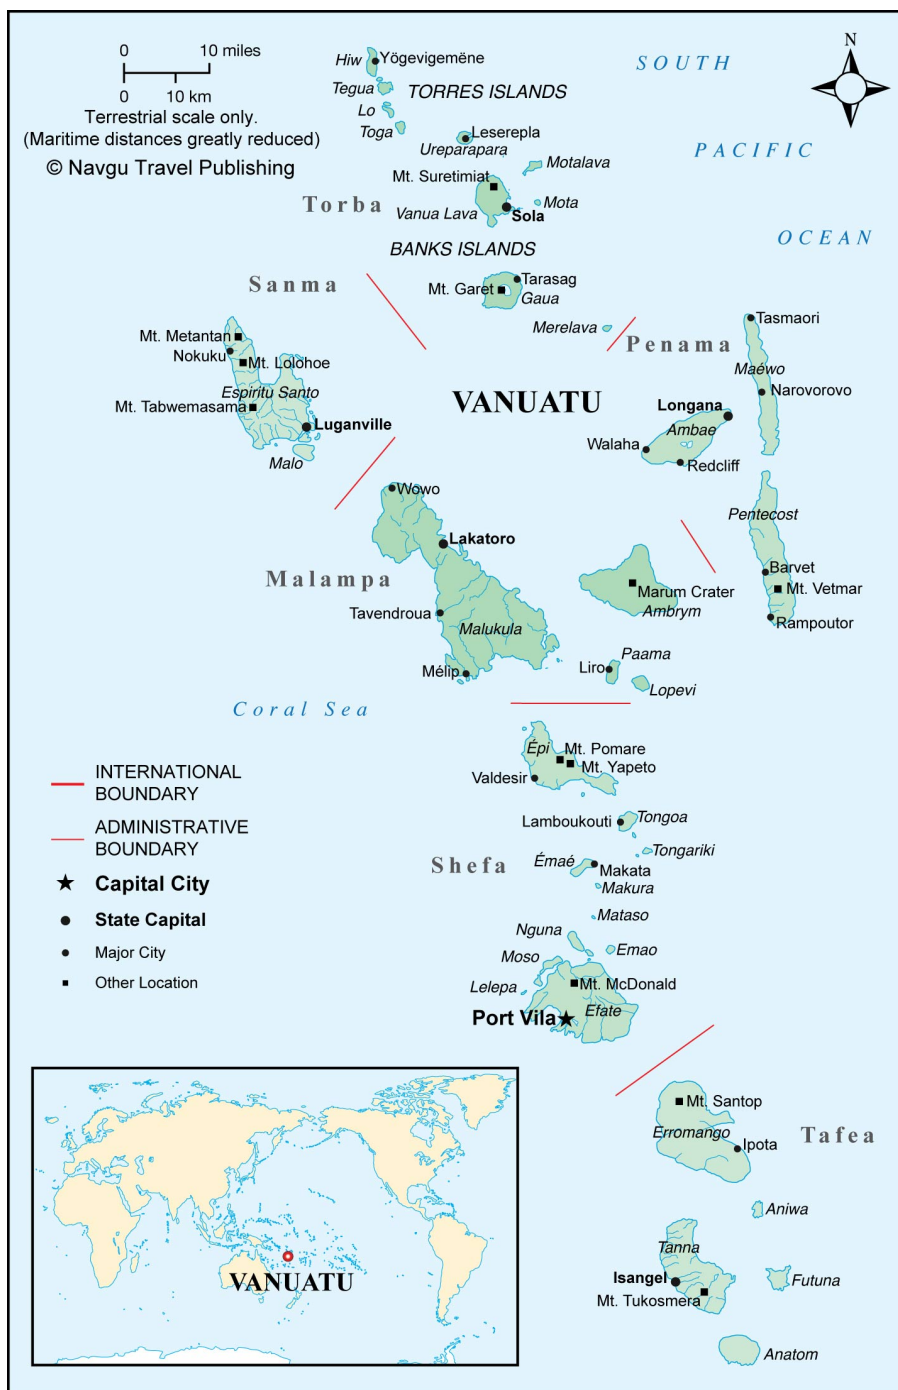 0 10 miles
0 10 km
Terrestrial scale only.
(Maritime distances greatly reduced)
© Navgu Travel Publishing
N
SOUTH
PACIFIC
OCEAN
Hiw
Yögevigemëne
Tegua
TORRES ISLANDS
Lo
Toga
Leserepla
Ureparapara
Motalava
Mt. Suretimiat
Torba
Vanua Lava
Mota
Sola
BANKS ISLANDS
Sanma
Tarasag
Mt. Garet
Gaua
Merelava
Tasmaori
Mt. Metantan
Penama
Nokuku
Mt. Lolohoe
Maéwo
Espiritu Santo
VANUATU
Narovorovo
Mt. Tabwemasama
Longana
Luganville
Ambae
Walaha
Malo
Redcliff
Wowo
Pentecost
Lakatoro
Malampa
Barvet
Marum Crater
Mt. Vetmar
Tavendroua
Ambrym
Rampoutor
Malukula
Paama
Mélip
Liro
Lopevi
Coral Sea
Épi
Mt. Pomare
Mt. Yapeto
Valdesir
INTERNATIONAL
BOUNDARY
ADMINISTRATIVE
BOUNDARY
Capital City
State Capital
Major City
Other Location
Lamboukouti
Tongoa
Tongariki
Shefa
Émaé
Makata
Makura
Mataso
Nguna
Emao
Moso
Lelepa
Mt. McDonald
Efate
Port Vila
Mt. Santop
Erromango
Tafea
Ipota
Aniwa
Tanna
Isangel
Futuna
Mt. Tukosmera
Anatom
VANUATU